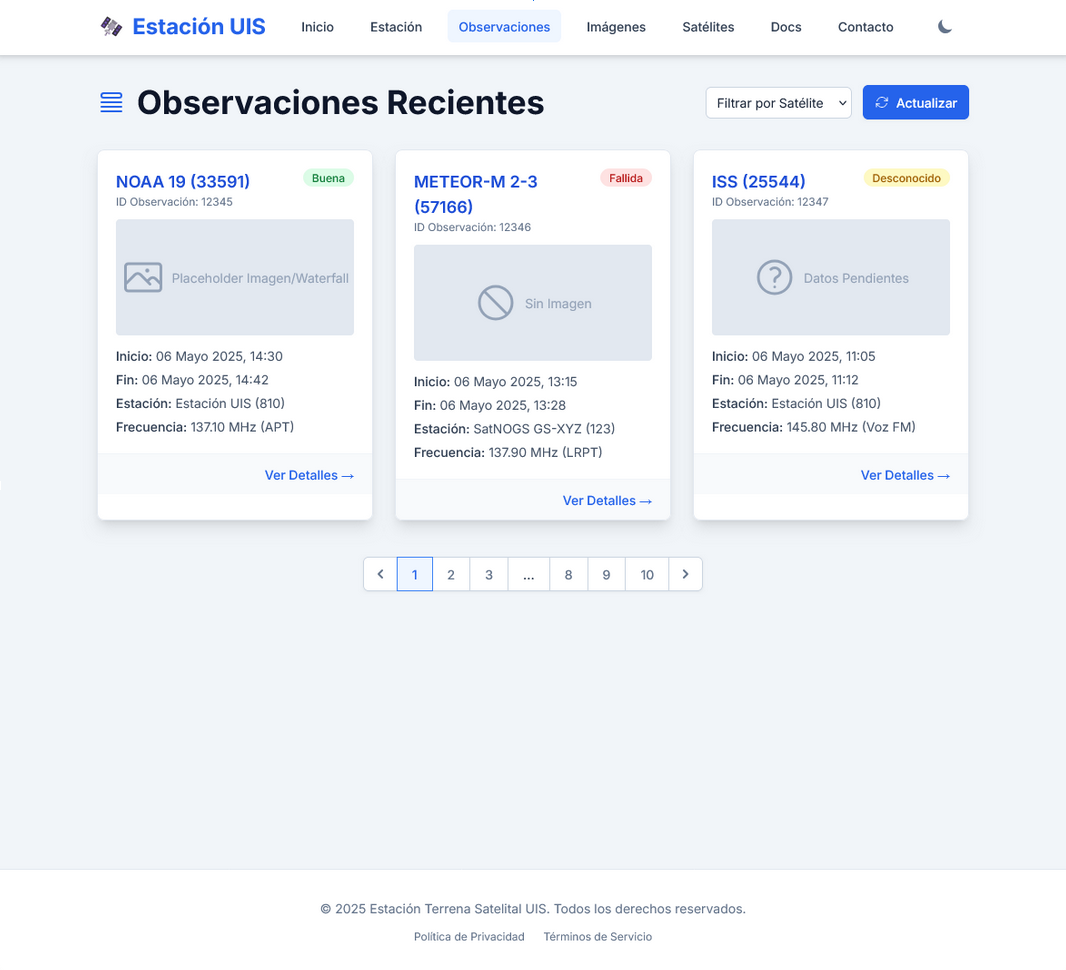 Estación UIS
Inicio
Estación
Observaciones
Imágenes
Satélites
Docs
Contacto
Observaciones Recientes
Filtrar por Satélite
Actualizar
NOAA 19 (33591)
Buena
ID Observación: 12345
Placeholder Imagen/Waterfall
Inicio: 06 Mayo 2025, 14:30
Fin: 06 Mayo 2025, 14:42
Estación: Estación UIS (810)
Frecuencia: 137.10 MHz (APT)
Ver Detalles →
METEOR-M 2-3
(57166)
Fallida
ID Observación: 12346
Sin Imagen
Inicio: 06 Mayo 2025, 13:15
Fin: 06 Mayo 2025, 13:28
Estación: SatNOGS GS-XYZ (123)
Frecuencia: 137.90 MHz (LRPT)
Ver Detalles →
ISS (25544)
Desconocido
ID Observación: 12347
Datos Pendientes
Inicio: 06 Mayo 2025, 11:05
Fin: 06 Mayo 2025, 11:12
Estación: Estación UIS (810)
Frecuencia: 145.80 MHz (Voz FM)
Ver Detalles →
1 2 3 ... 8 9 10
© 2025 Estación Terrena Satelital UIS. Todos los derechos reservados.
Política de Privacidad
Términos de Servicio